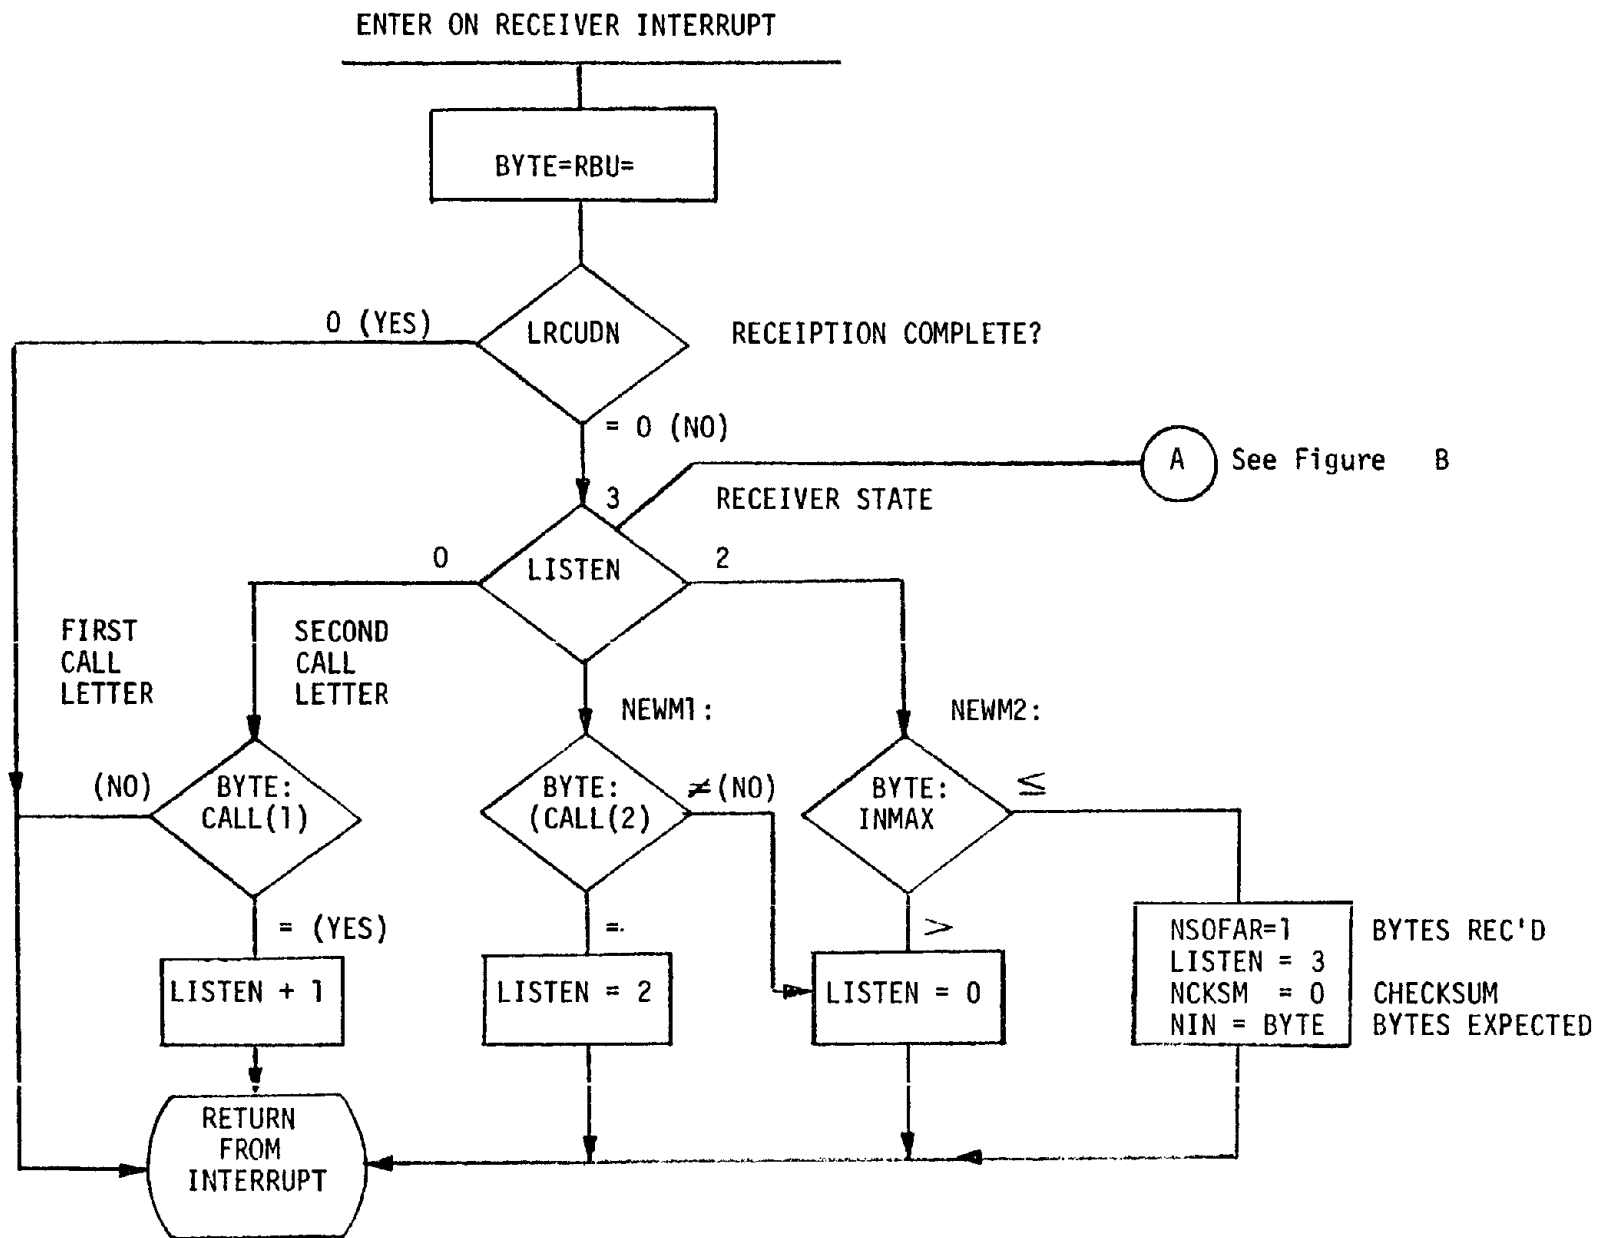 ENTER ON RECEIVER INTERRUPT
BYTE=RBU=
0 (YES)
LRCUDN
RECEIPTION COMPLETE?
= 0 (NO)
A
See Figure B
3
RECEIVER STATE
0
LISTEN
2
FIRST
CALL
LETTER
SECOND
CALL
LETTER
NEWM1:
NEWM2:
(NO)
BYTE:
CALL(1)
BYTE:
(CALL(2)
≠(NO)
BYTE:
INMAX
≤
= (YES)
=
>
NSOFAR=1
LISTEN = 3
NCKSM = 0
NIN = BYTE
BYTES REC'D
CHECKSUM
BYTES EXPECTED
LISTEN + 1
LISTEN = 2
LISTEN = 0
RETURN
FROM
INTERRUPT